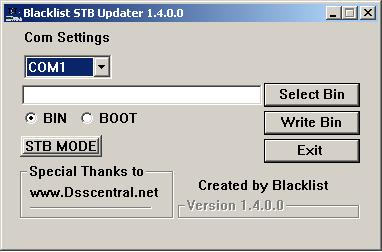 Blacklist STB Updater 1.4.0.0
Com Settings
COM1
Select Bin
BIN BOOT
Write Bin
STB MODE
Exit
Special Thanks to
www.Dsscentral.net
Created by Blacklist
Version 1.4.0.0